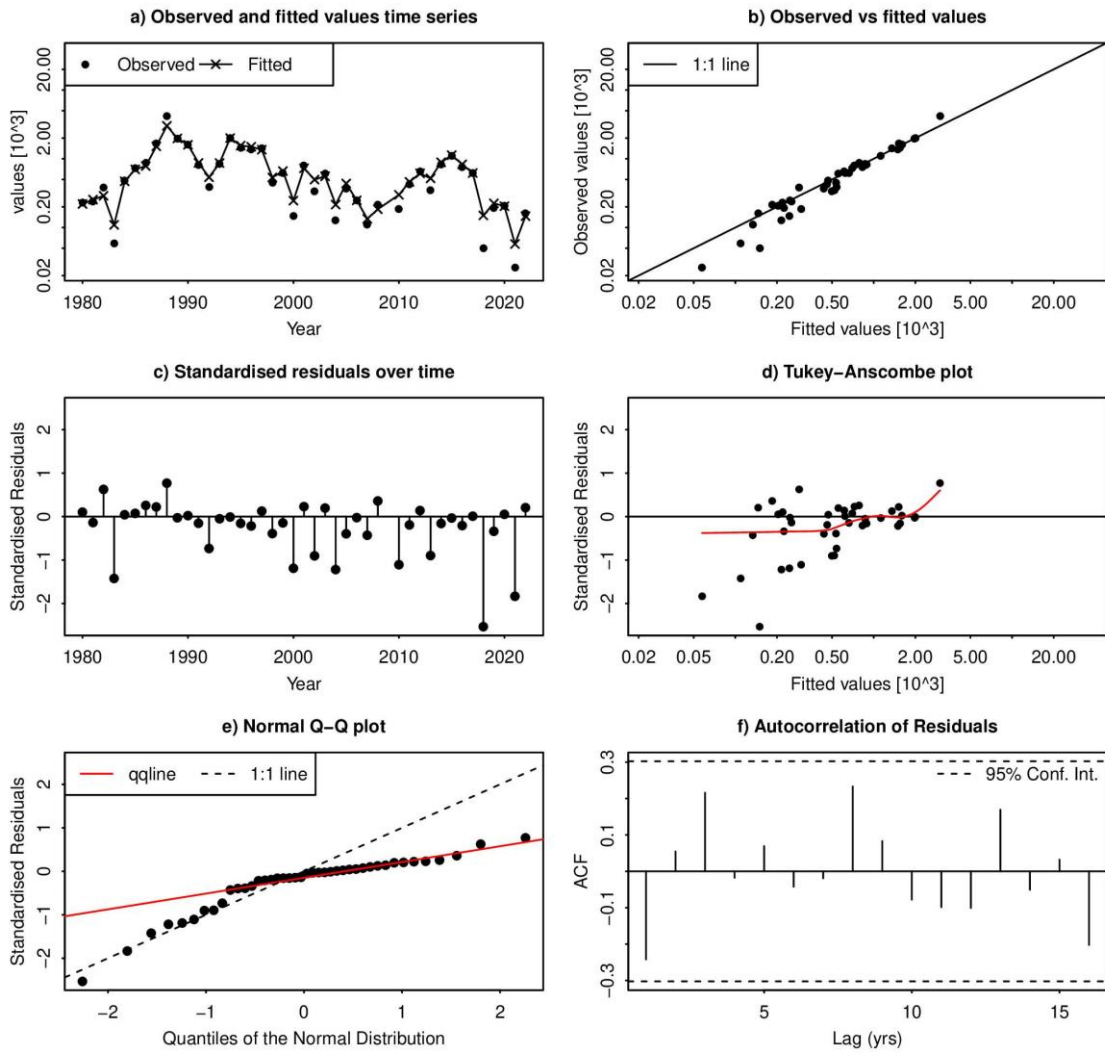 a) Observed and fitted values time series
values [10^3]
20.00
2.00
0.20
0.02
Observed Fitted
1980 1990 2000 2010 2020
Year
b) Observed vs fitted values
Observed values [10^3]
20.00
2.00
0.20
0.02
1:1 line
0.02 0.05 0.20 0.50 2.00 5.00 20.00
Fitted values [10^3]
c) Standardised residuals over time
Standardised Residuals
2
1
0
−1
−2
1980 1990 2000 2010 2020
Year
d) Tukey−Anscombe plot
Standardised Residuals
2
1
0
−1
−2
0.02 0.05 0.20 0.50 2.00 5.00 20.00
Fitted values [10^3]
e) Normal Q−Q plot
Standardised Residuals
2
1
0
−1
−2
qqline 1:1 line
−2 −1 0 1 2
Quantiles of the Normal Distribution
f) Autocorrelation of Residuals
ACF
0.3
0.1
−0.1
−0.3
95% Conf. Int.
5 10 15
Lag (yrs)